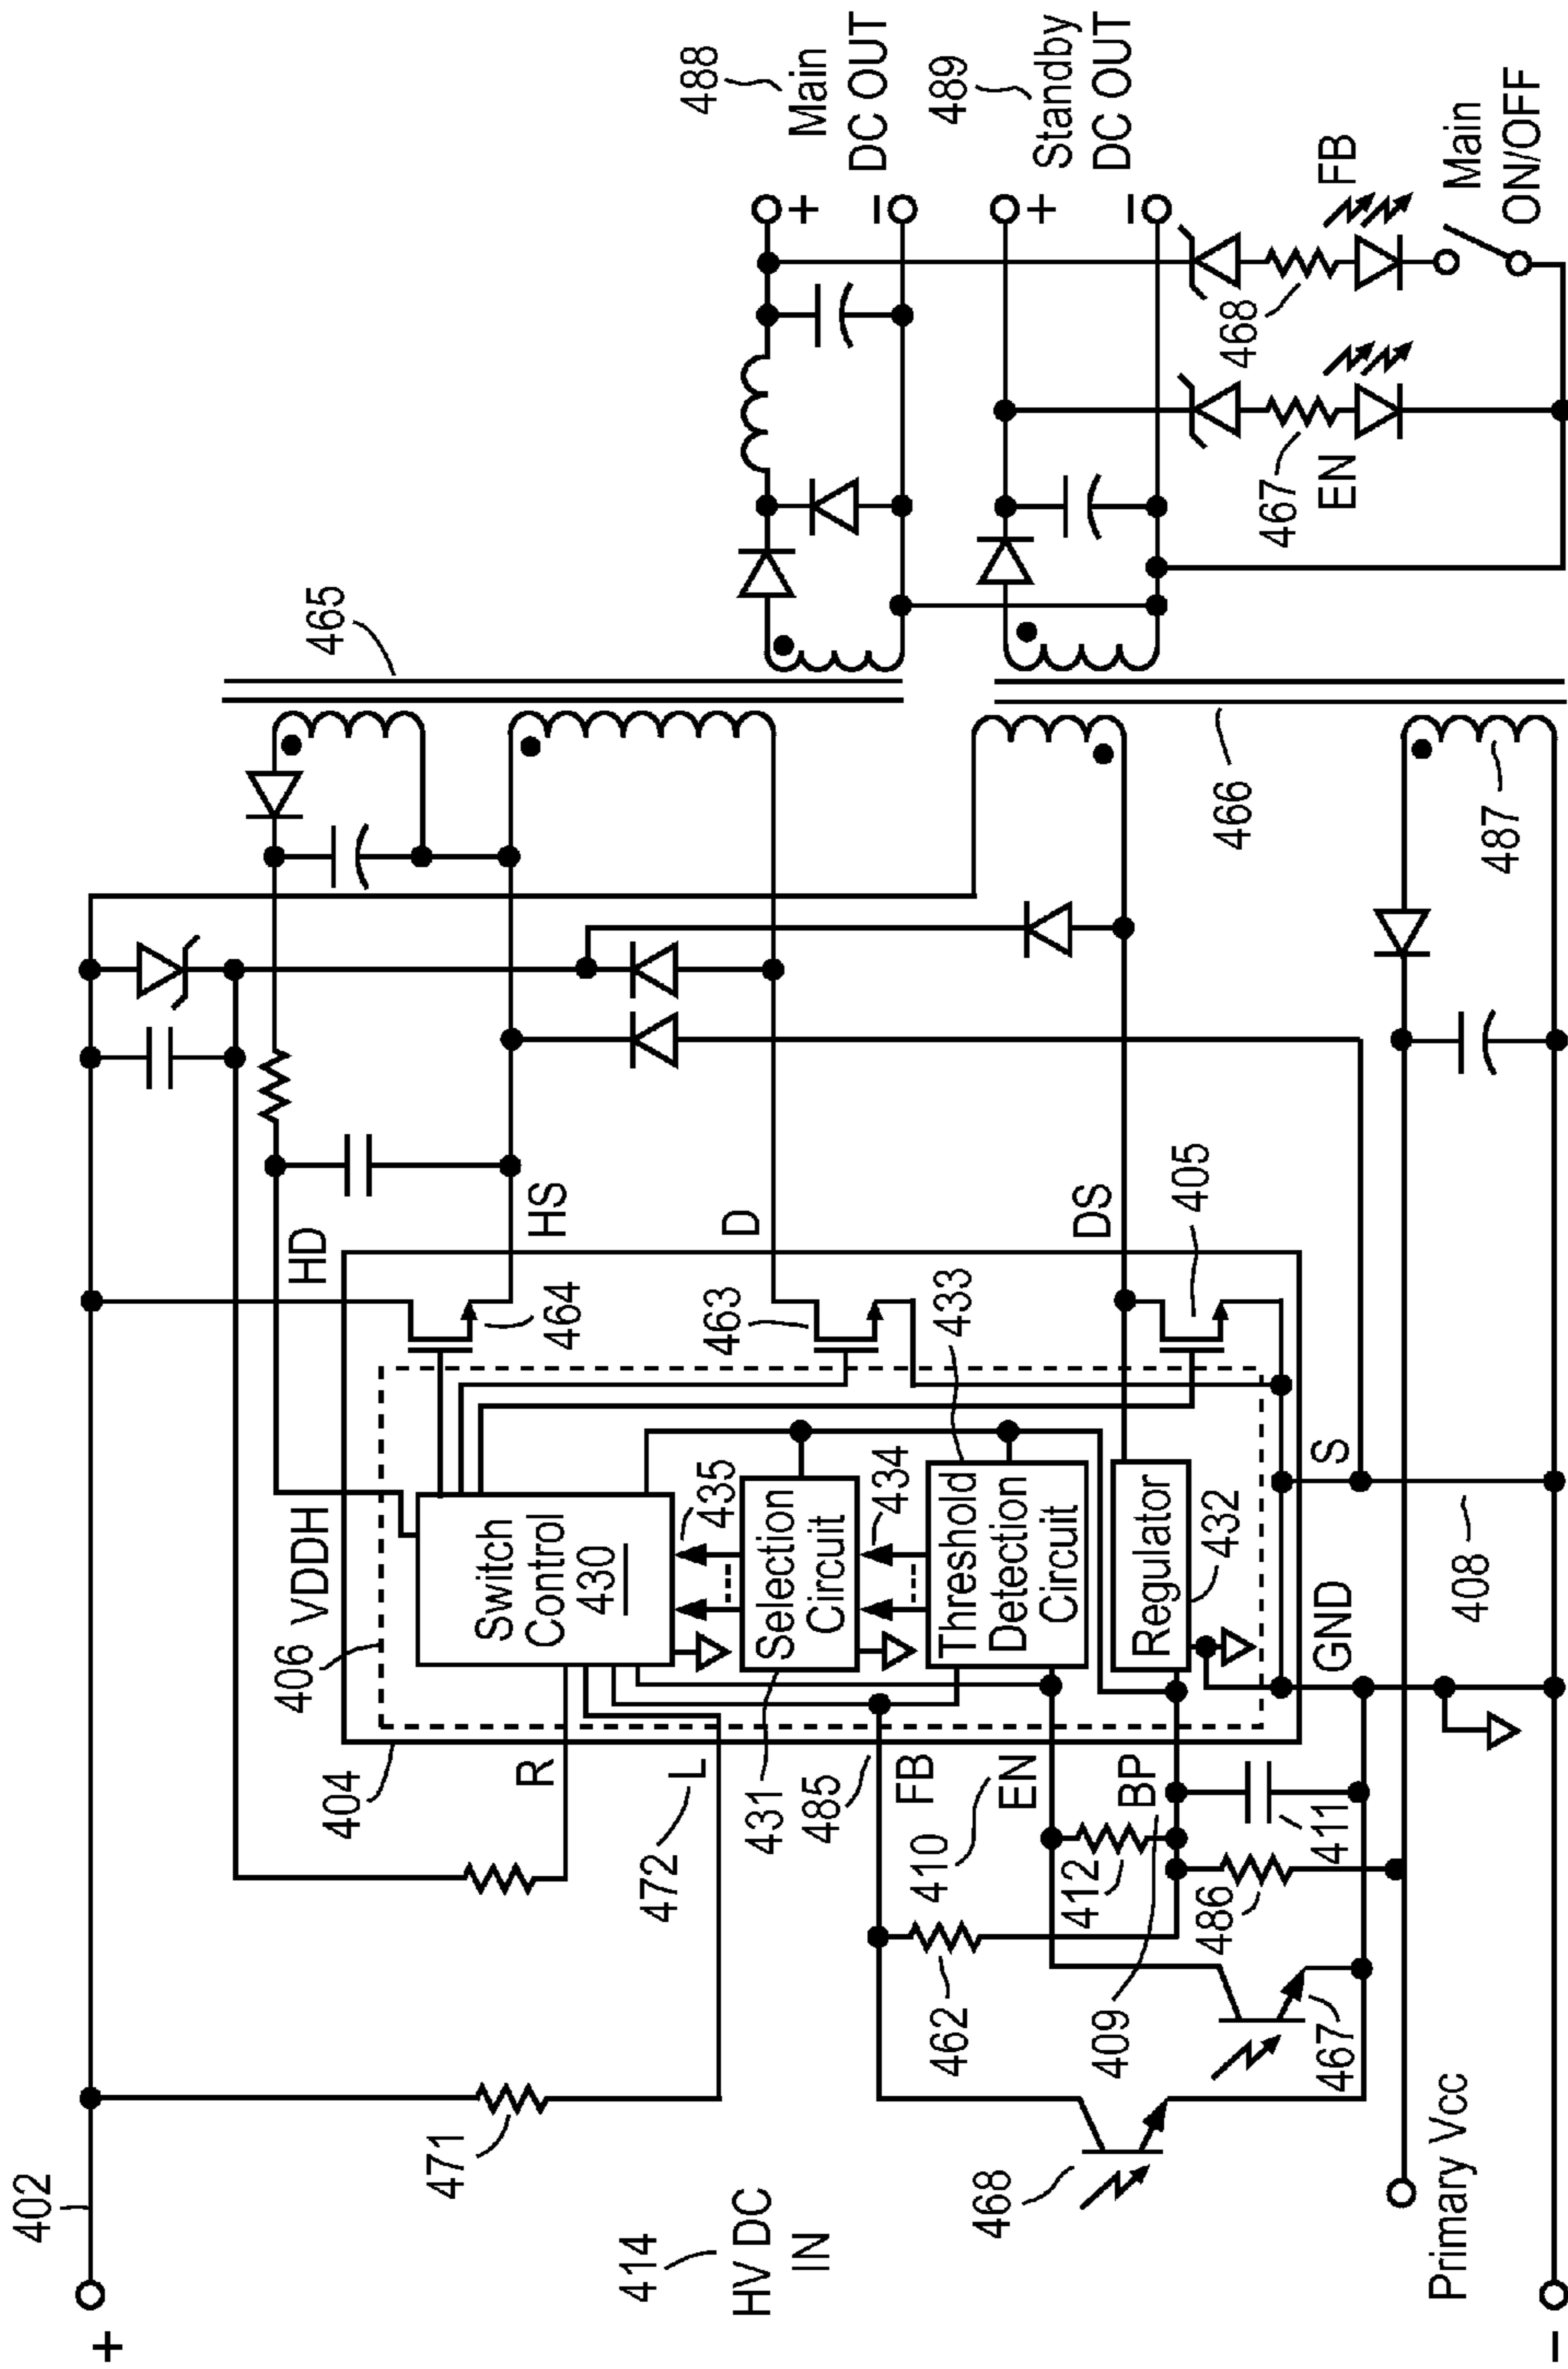 488
Main
DC OUT
489
Standby
DC OUT
+
−
+
−
FB
Main
ON/OFF
468
467
EN
465
466
487
HD
HS
D
DS
405
464
463
433
S
408
GND
406
VDDH
Switch
Control
430
435
Selection
Circuit
434
Threshold
Detection
Circuit
Regulator
432
404
R
L
472
431
485
FB
410
EN
BP
409
412
411
486
462
467
468
471
402
414
HV DC
IN
Primary Vcc
+
−